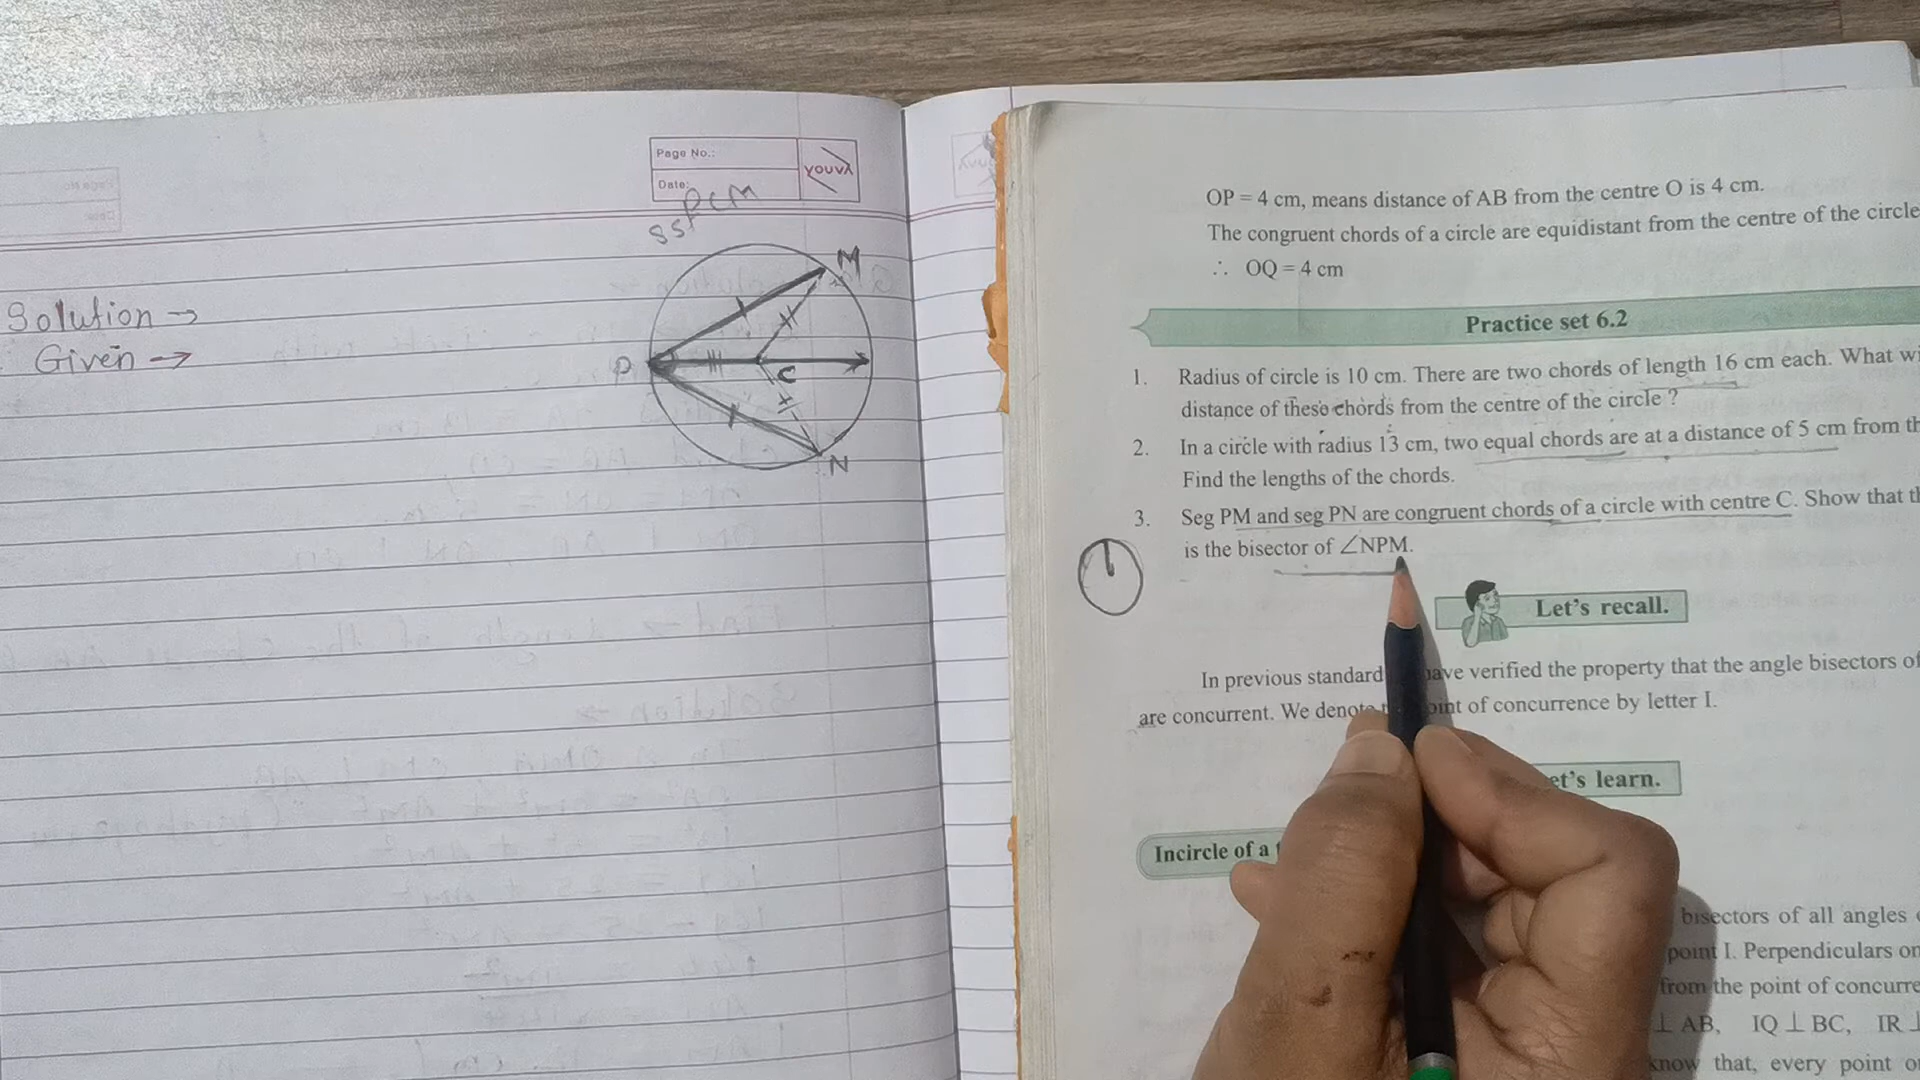 Page No.:
Date:
YOUVA
PCM
SSt
M
P
C
N
Solution →
Given →
OP = 4 cm, means distance of AB from the centre O is 4 cm.
The congruent chords of a circle are equidistant from the centre of the circle
∴ OQ = 4 cm
Practice set 6.2
1. Radius of circle is 10 cm. There are two chords of length 16 cm each. What wi
distance of these chords from the centre of the circle ?
2. In a circle with radius 13 cm, two equal chords are at a distance of 5 cm from th
Find the lengths of the chords.
3. Seg PM and seg PN are congruent chords of a circle with centre C. Show that th
is the bisector of ∠NPM.
Let's recall.
In previous standard have verified the property that the angle bisectors of
are concurrent. We denote point of concurrence by letter I.
et's learn.
Incircle of a t
bisectors of all angles
point I. Perpendiculars on
from the point of concurre
⊥ AB, IQ ⊥ BC, IR ⊥
know that, every point o